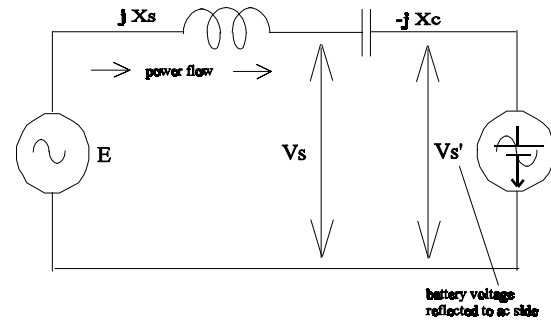 j Xs
-j Xc
power flow
E
Vs
Vs'
battery voltage
reflected to ac side